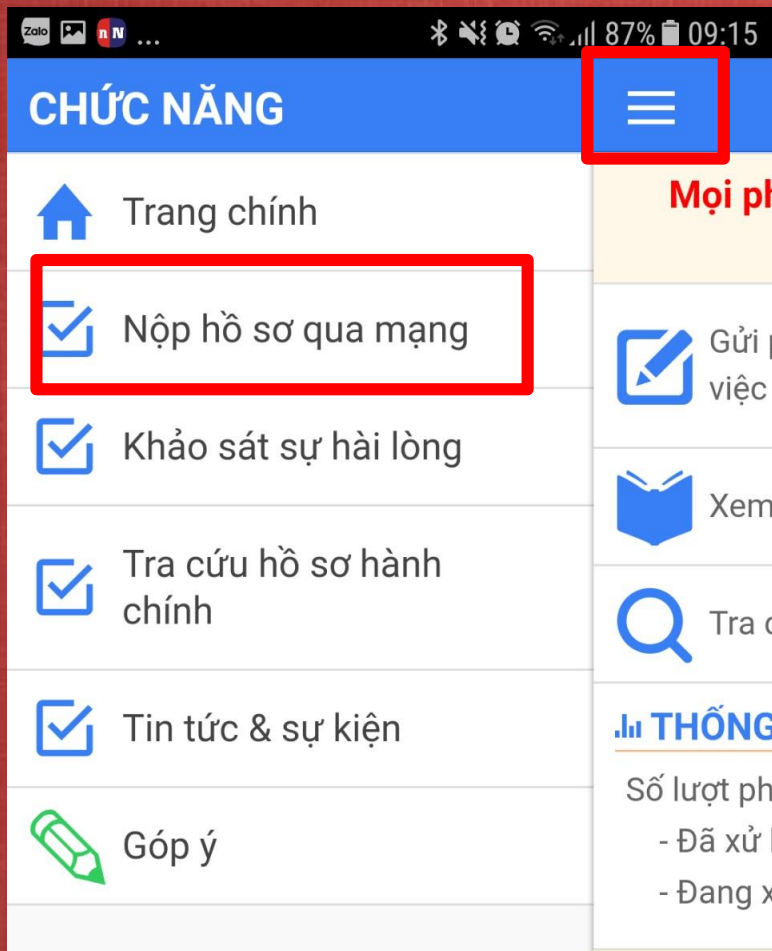 Zalo n N ... 87% 09:15
CHỨC NĂNG
Trang chính
Nộp hồ sơ qua mạng
Khảo sát sự hài lòng
Tra cứu hồ sơ hành
chính
Tin tức & sự kiện
Góp ý
Mọi
Gửi
việc
Xem
Tra
THỐNG
Số lượt
- Đã xử
- Đang